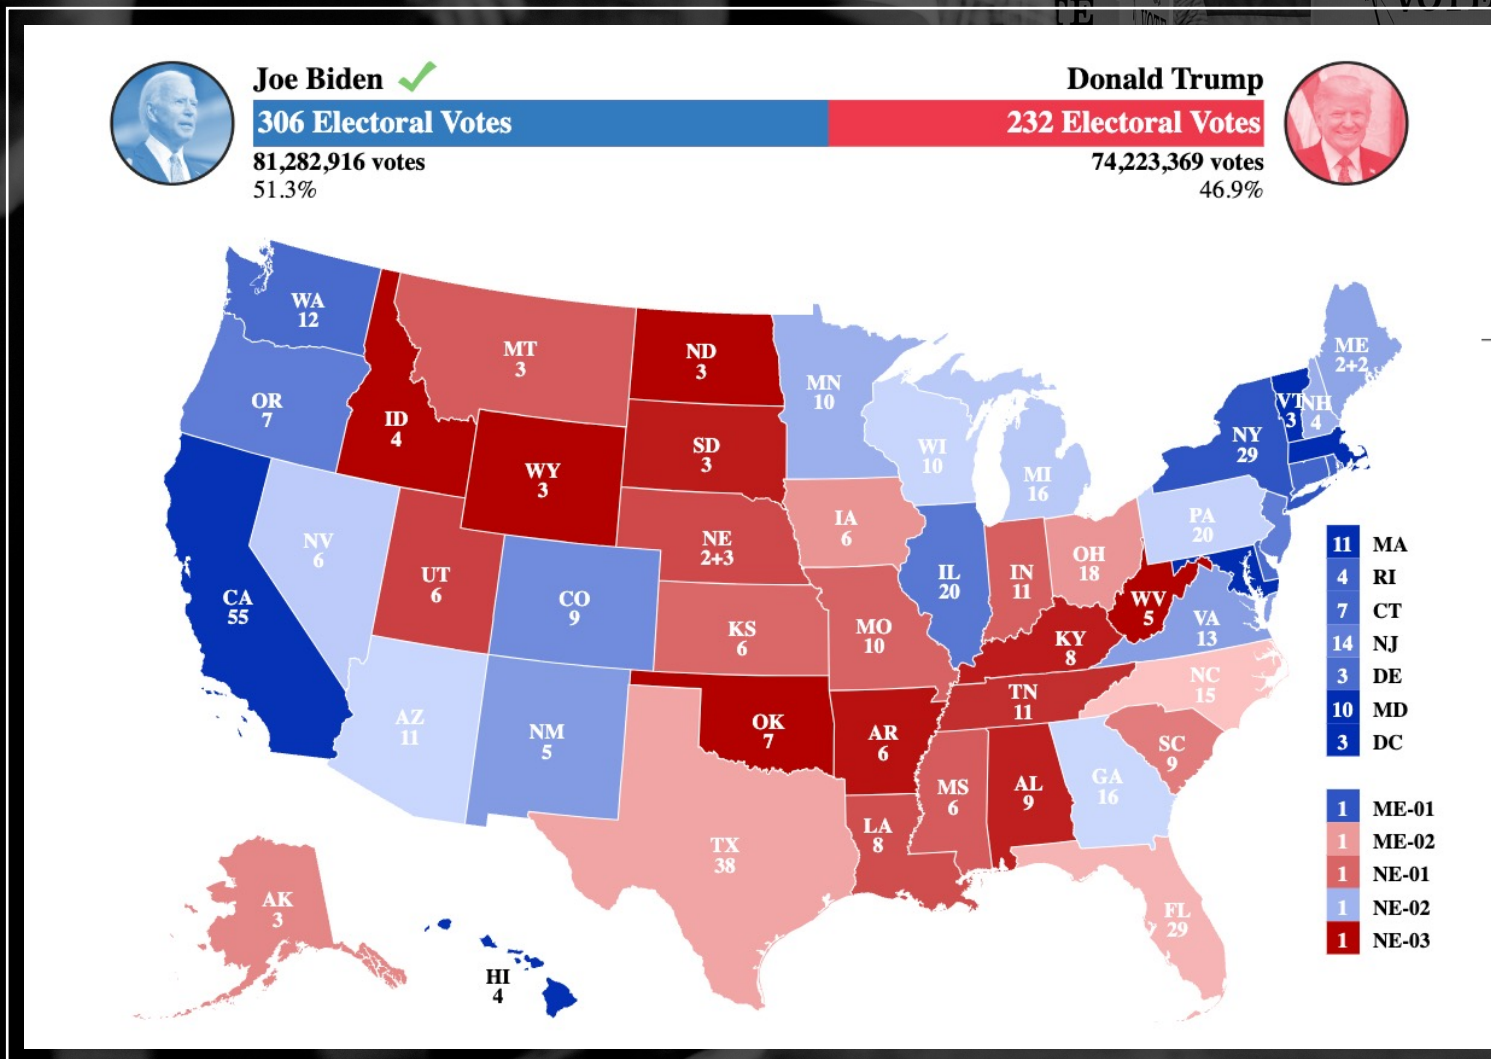 VOTE
Joe Biden
Donald Trump
306 Electoral Votes
232 Electoral Votes
81,282,916 votes
74,223,369 votes
51.3%
46.9%
WA
12
MT
3
ND
3
MN
10
ME
2+2
OR
7
ID
4
SD
3
WI
10
MI
16
NY
29
VT
3
NH
4
WY
3
NV
6
UT
6
CO
9
NE
2+3
IA
6
IL
20
IN
11
OH
18
PA
20
CA
55
KS
6
MO
10
KY
8
WV
5
VA
13
AZ
11
NM
5
OK
7
AR
6
TN
11
NC
15
TX
38
LA
8
MS
6
AL
9
GA
16
SC
9
FL
29
AK
3
HI
4
11 MA
4 RI
7 CT
14 NJ
3 DE
10 MD
3 DC
1 ME-01
1 ME-02
1 NE-01
1 NE-02
1 NE-03